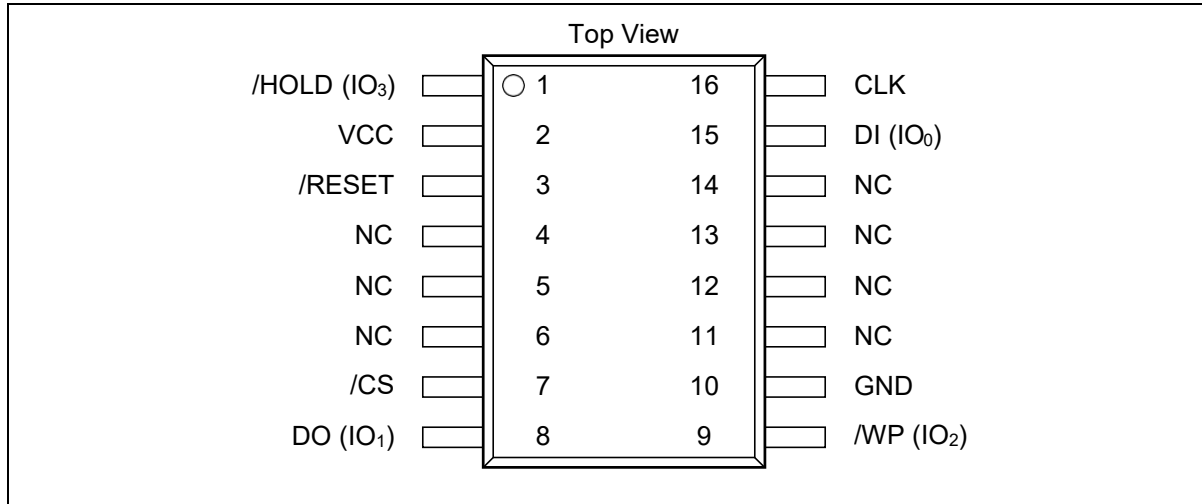 Top View
/HOLD (IO₃) 1 16 CLK
VCC 2 15 DI (IO₀)
/RESET 3 14 NC
NC 4 13 NC
NC 5 12 NC
NC 6 11 NC
/CS 7 10 GND
DO (IO₁) 8 9 /WP (IO₂)